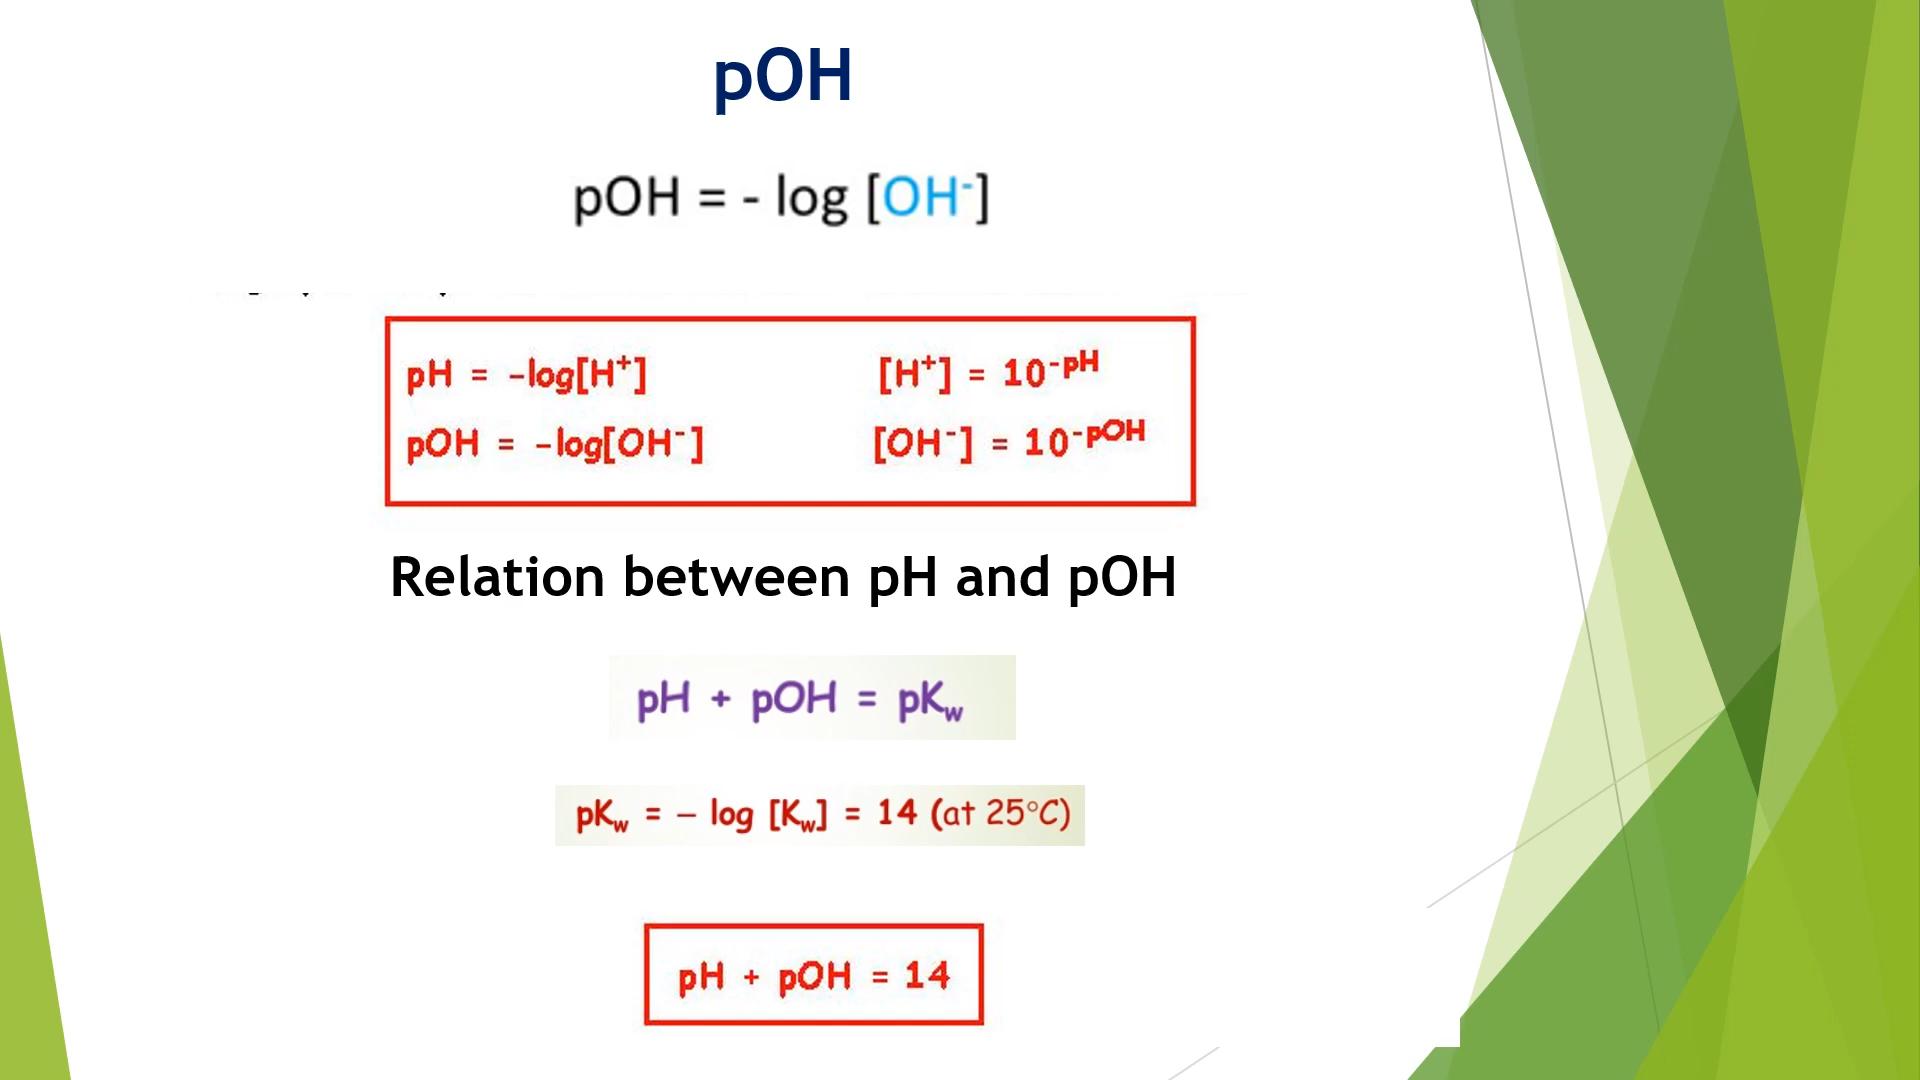 pOH
pOH = - log [OH⁻]
pH = -log[H⁺] [H⁺] = 10⁻ᵖᴴ
pOH = -log[OH⁻] [OH⁻] = 10⁻ᵖᴼᴴ
Relation between pH and pOH
pH + pOH = pKw
pKw = – log [Kw] = 14 (at 25°C)
pH + pOH = 14